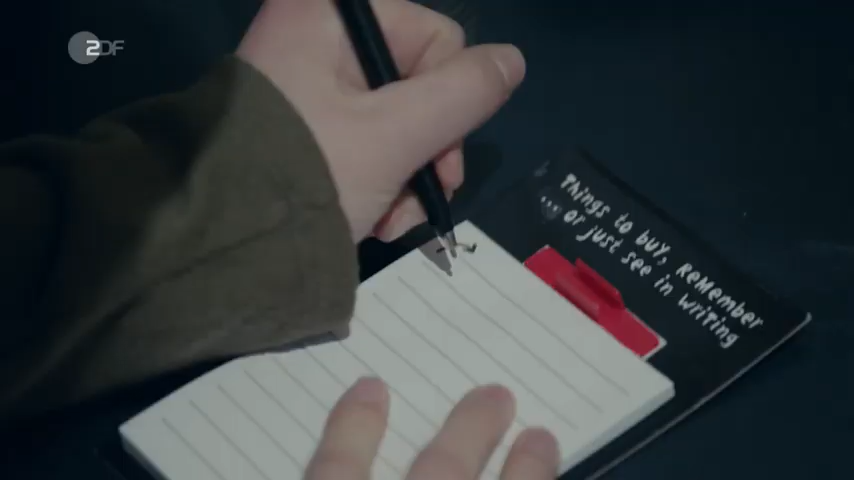 2DF
Things to buy, ReMeMber
... or just see in writing